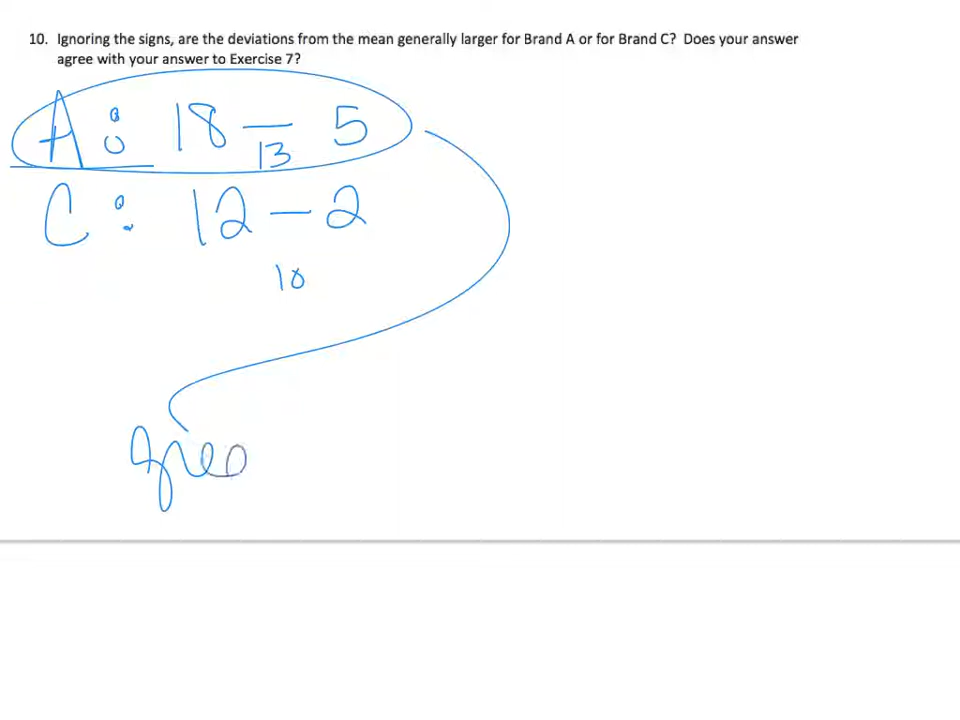 10. Ignoring the signs, are the deviations from the mean generally larger for Brand A or for Brand C? Does your answer
agree with your answer to Exercise 7?
A: 18 - 5
13
C: 12 - 2
10